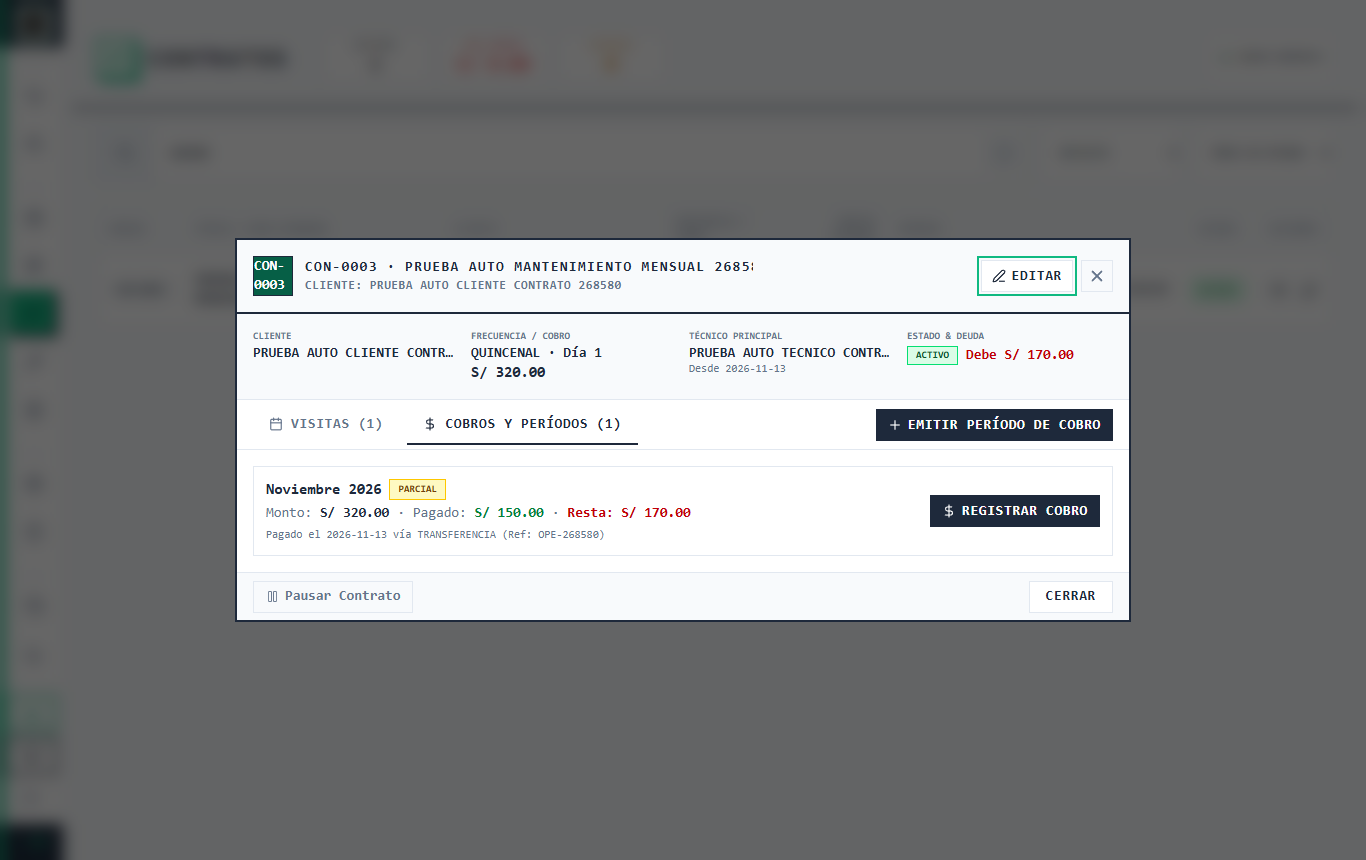 CON-
0003
CON-0003 · PRUEBA AUTO MANTENIMIENTO MENSUAL 2685
CLIENTE: PRUEBA AUTO CLIENTE CONTRATO 268580
EDITAR
CLIENTE
PRUEBA AUTO CLIENTE CONTR…
FRECUENCIA / COBRO
QUINCENAL · Día 1
S/ 320.00
TÉCNICO PRINCIPAL
PRUEBA AUTO TECNICO CONTR…
Desde 2026-11-13
ESTADO & DEUDA
ACTIVO Debe S/ 170.00
VISITAS (1)
COBROS Y PERÍODOS (1)
EMITIR PERÍODO DE COBRO
Noviembre 2026 PARCIAL
Monto: S/ 320.00 · Pagado: S/ 150.00 · Resta: S/ 170.00
Pagado el 2026-11-13 vía TRANSFERENCIA (Ref: OPE-268580)
REGISTRAR COBRO
Pausar Contrato
CERRAR